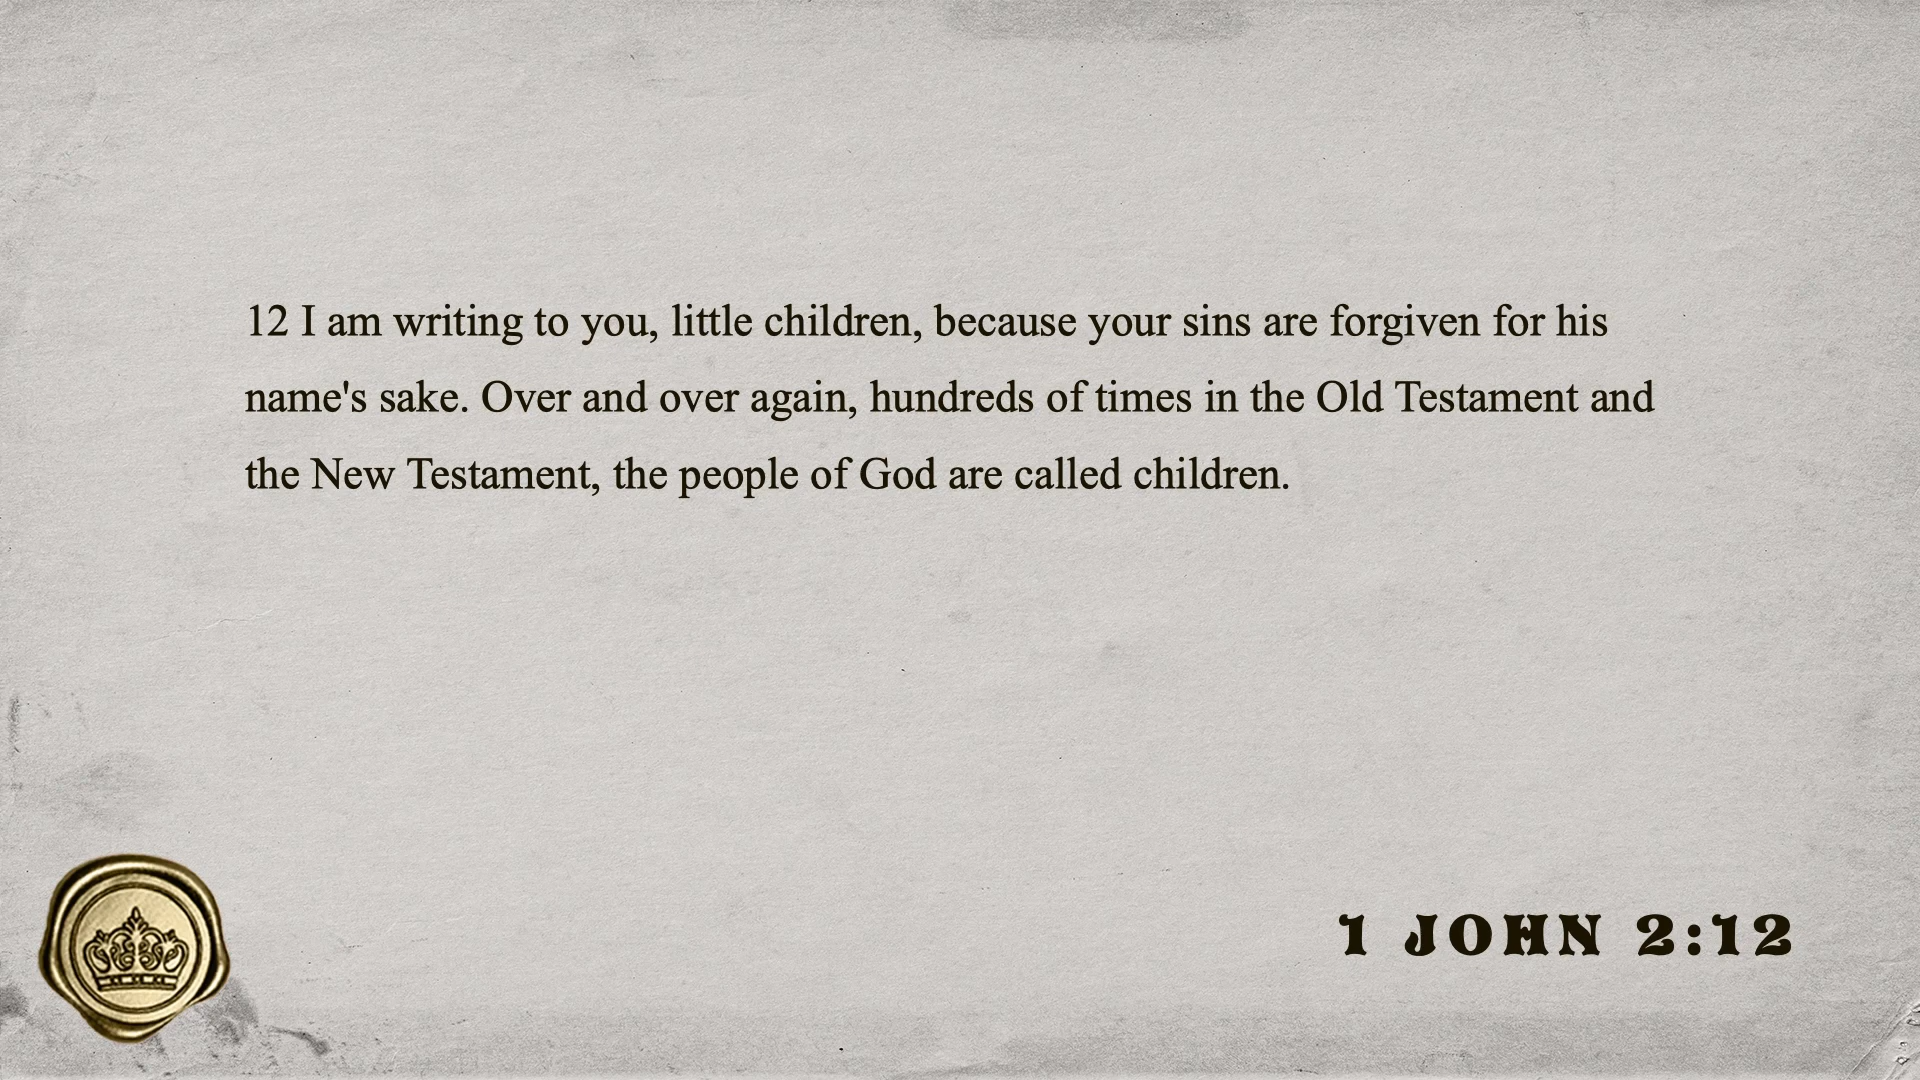 12 I am writing to you, little children, because your sins are forgiven for his
name's sake. Over and over again, hundreds of times in the Old Testament and
the New Testament, the people of God are called children.
1 JOHN 2:12